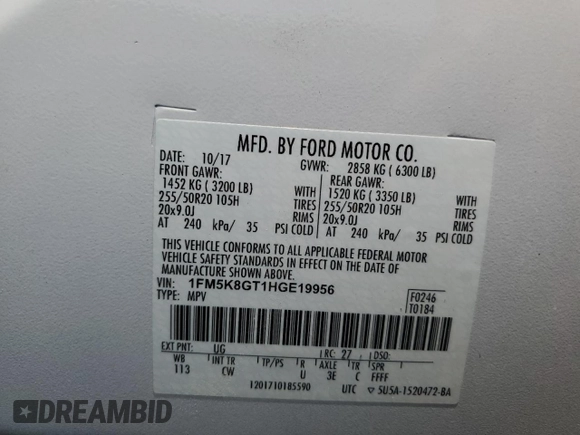 MFD. BY FORD MOTOR CO.
DATE: 10/17 GVWR: 2858 KG ( 6300 LB)
FRONT GAWR: REAR GAWR:
1452 KG ( 3200 LB) WITH 1520 KG ( 3350 LB) WITH
255/50R20 105H TIRES 255/50R20 105H TIRES
20x9.0J RIMS 20x9.0J RIMS
AT 240 kPa/ 35 PSI COLD AT 240 kPa/ 35 PSI COLD
THIS VEHICLE CONFORMS TO ALL APPLICABLE FEDERAL MOTOR
VEHICLE SAFETY STANDARDS IN EFFECT ON THE DATE OF
MANUFACTURE SHOWN ABOVE.
VIN: 1FM5K8GT1HGE19956 F0246
TYPE: MPV T0184
EXT PNT: UG RC: 27 DSO:
WB INT TR TP/PS R AXLE TR SPR
113 CW U 3E C FFFF
1201710185590 UTC ▽ 5U5A-1520472-BA
DREAMBID